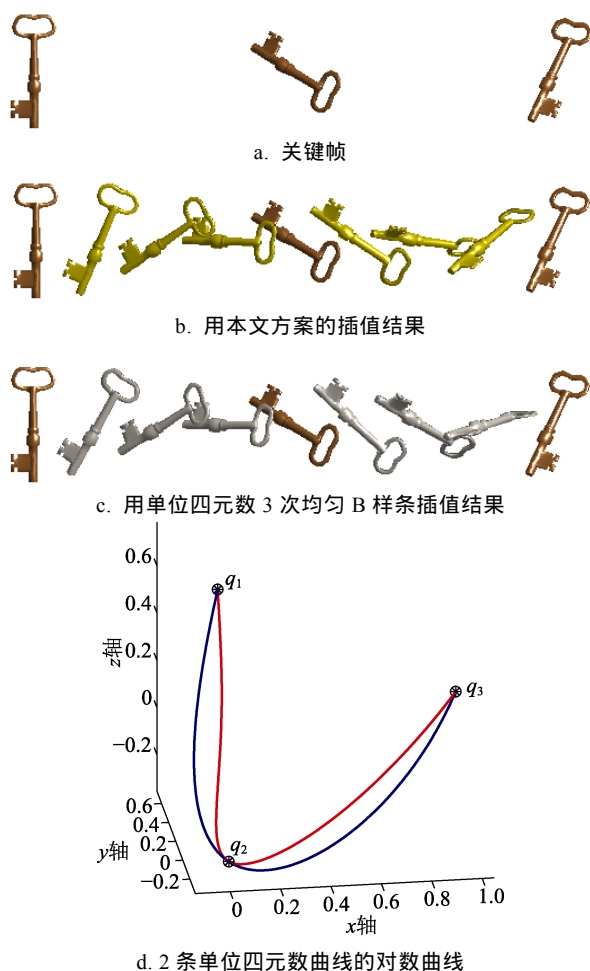 a. 关键帧
b. 用本文方案的插值结果
c. 用单位四元数 3 次均匀 B 样条插值结果
0.6
q1
0.4
z轴
0.2
0
q3
−0.2
0.6
0.4
q2
y轴
0.2
0
−0.2
0 0.2 0.4 0.6 0.8 1.0
x轴
d. 2 条单位四元数曲线的对数曲线